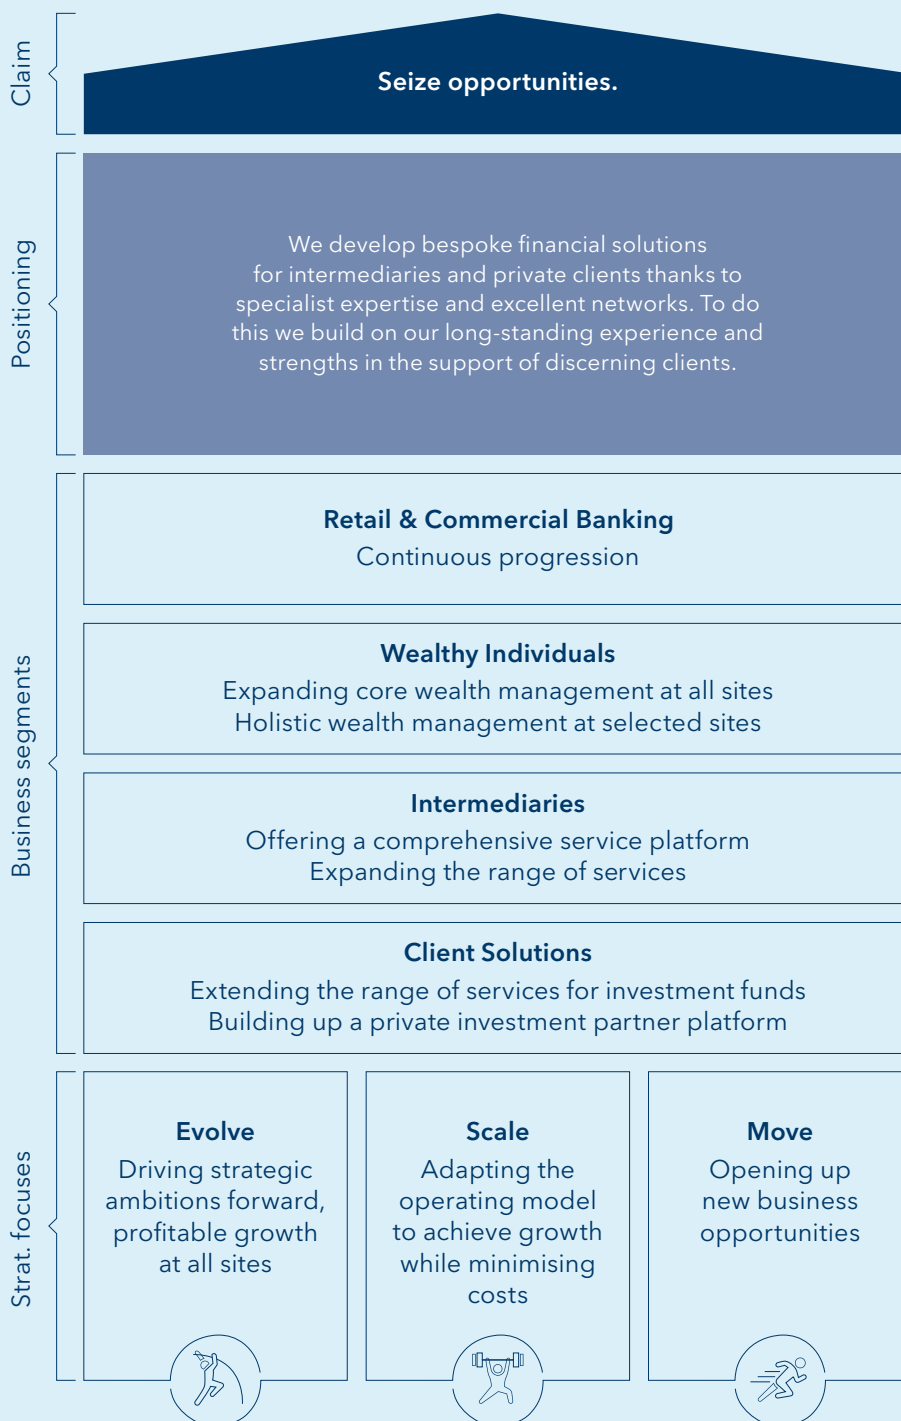 Claim
Seize opportunities.
Positioning
We develop bespoke financial solutions
for intermediaries and private clients thanks to
specialist expertise and excellent networks. To do
this we build on our long-standing experience and
strengths in the support of discerning clients.
Business segments
Retail & Commercial Banking
Continuous progression
Wealthy Individuals
Expanding core wealth management at all sites
Holistic wealth management at selected sites
Intermediaries
Offering a comprehensive service platform
Expanding the range of services
Client Solutions
Extending the range of services for investment funds
Building up a private investment partner platform
Strat. focuses
Evolve
Driving strategic
ambitions forward,
profitable growth
at all sites
Scale
Adapting the
operating model
to achieve growth
while minimising
costs
Move
Opening up
new business
opportunities